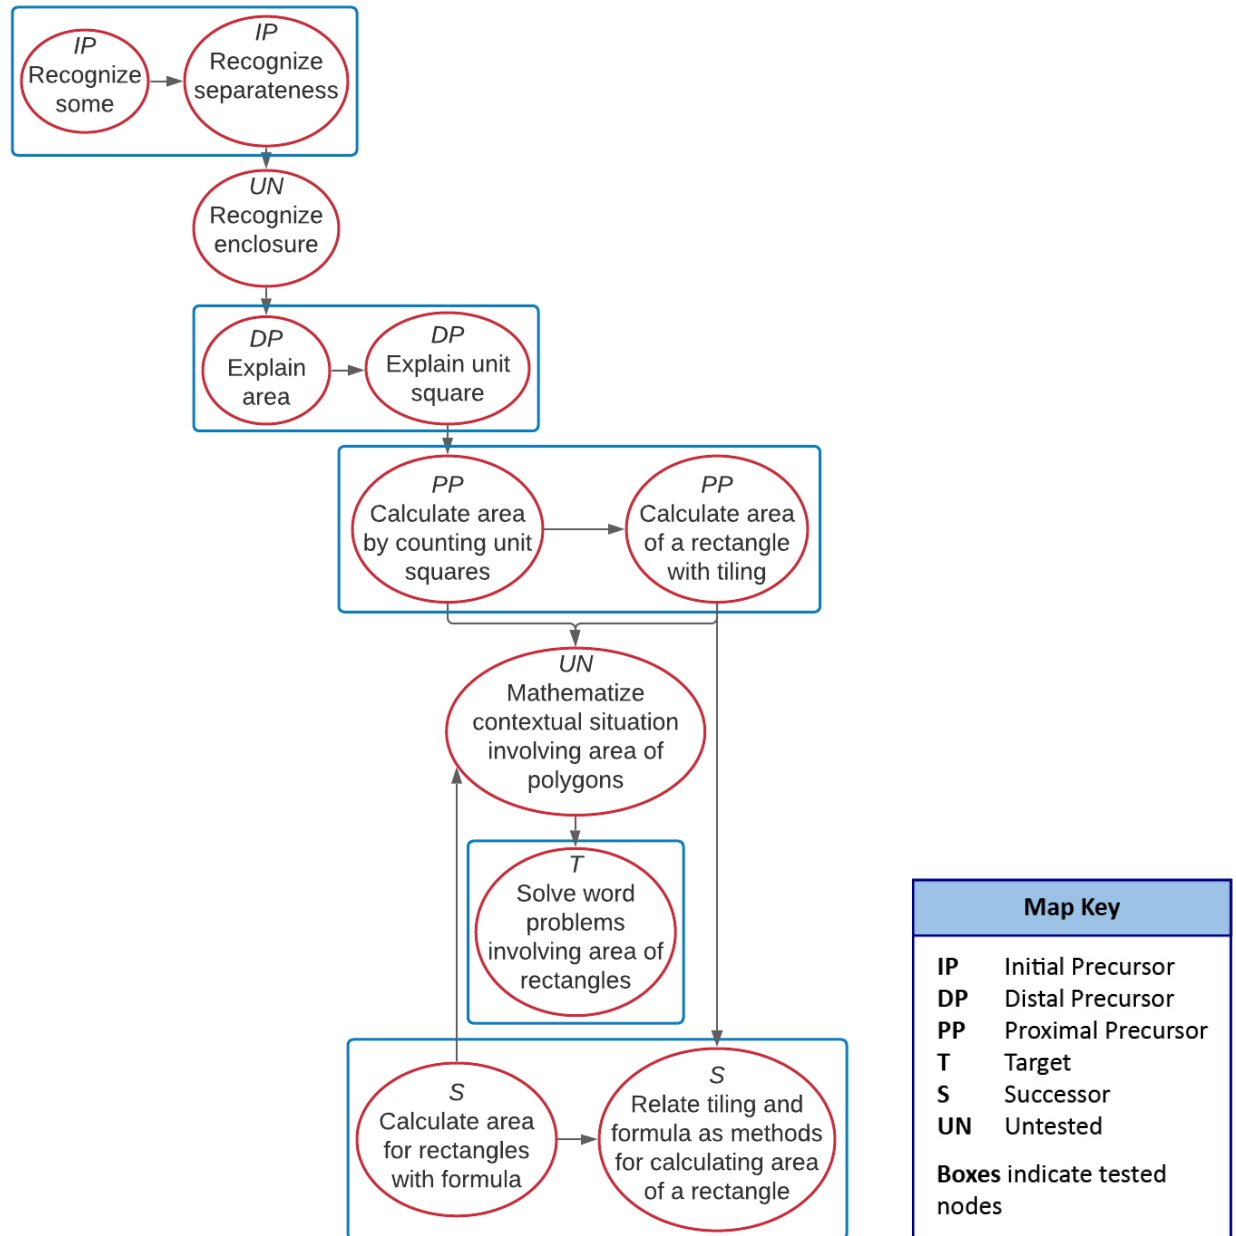 IP
Recognize
some
IP
Recognize
separateness
UN
Recognize
enclosure
DP
Explain
area
DP
Explain unit
square
PP
Calculate area
by counting unit
squares
PP
Calculate area
of a rectangle
with tiling
UN
Mathematize
contextual situation
involving area of
polygons
T
Solve word
problems
involving area of
rectangles
S
Calculate area
for rectangles
with formula
S
Relate tiling and
formula as methods
for calculating area
of a rectangle
Map Key
IP Initial Precursor
DP Distal Precursor
PP Proximal Precursor
T Target
S Successor
UN Untested
Boxes indicate tested
nodes